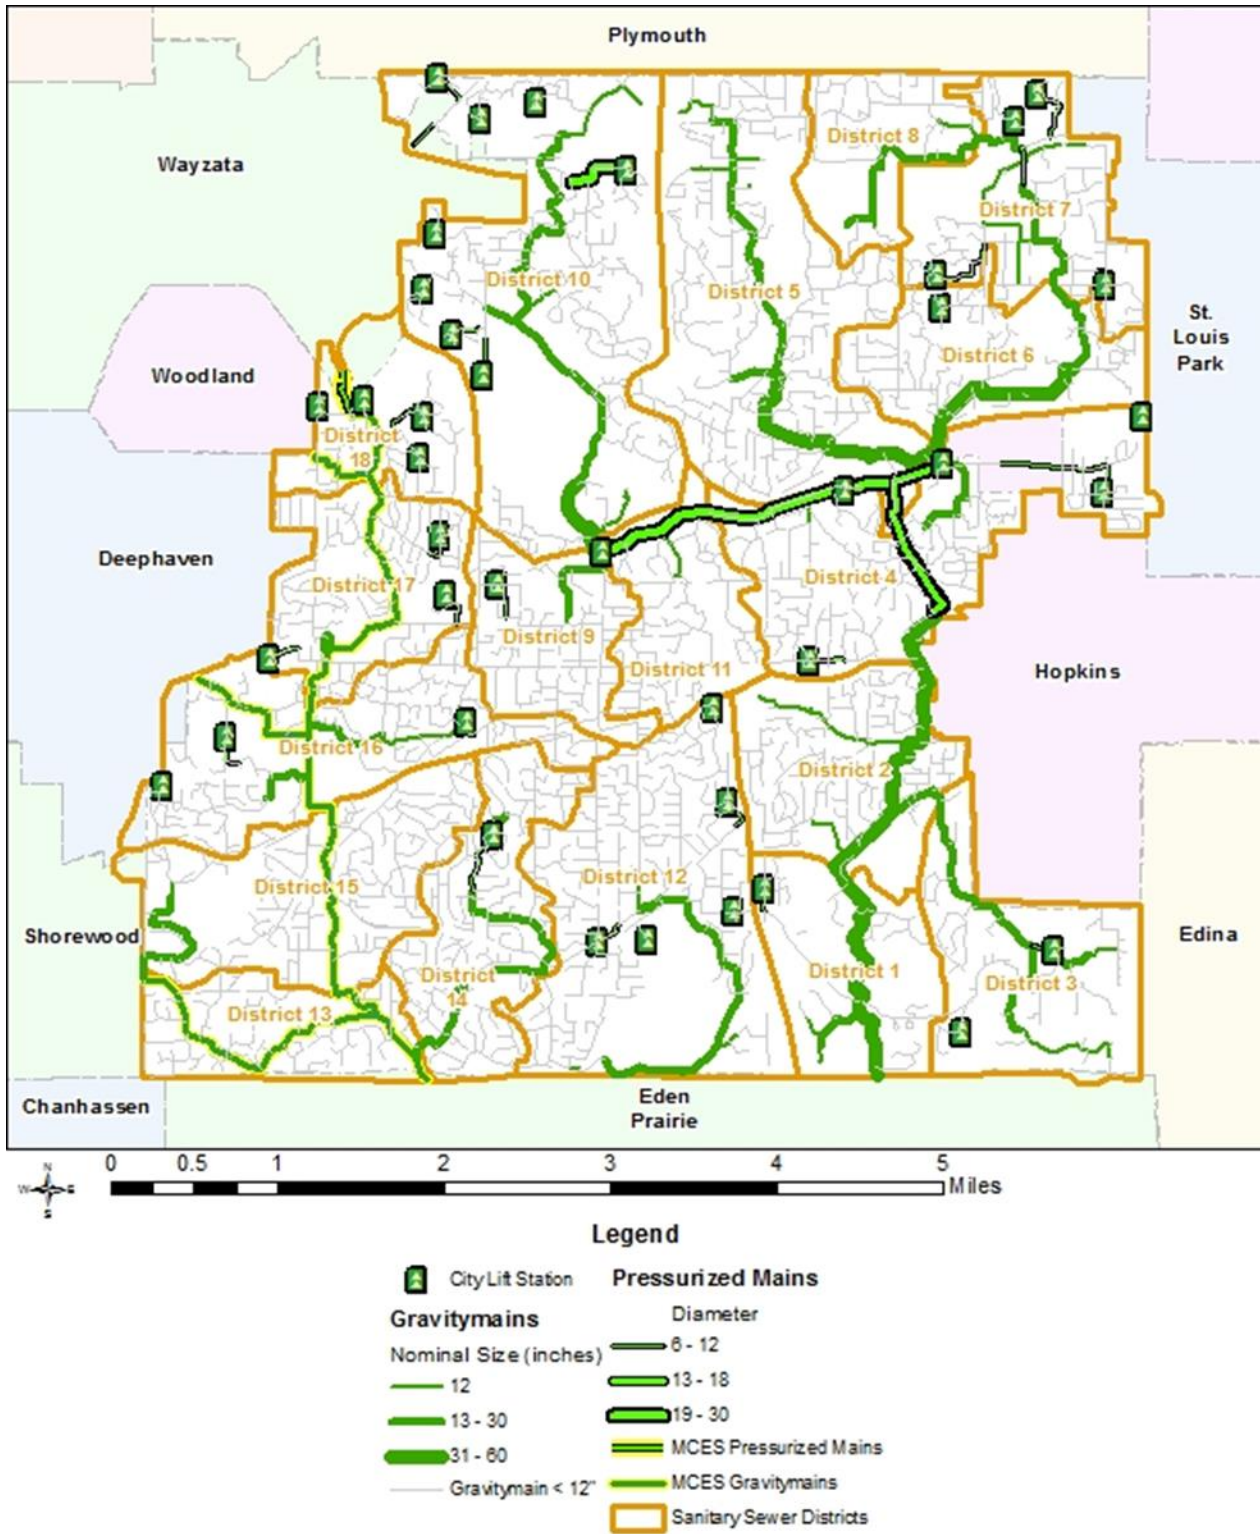 Plymouth
District 8
Wayzata
District 7
District 10
District 5
St.
Louis
Park
District 6
Woodland
District
18
Deephaven
District 17
District 4
District 9
District 11
Hopkins
District 16
District 2
District 12
District 15
Shorewood
Edina
District
14
District 1
District 3
District 13
Chanhassen
Eden
Prairie
0 0.5 1 2 3 4 5
Miles
N
W E
S
Legend
City Lift Station
Gravitymains
Nominal Size (inches)
12
13 - 30
31 - 60
Gravitymain < 12"
Pressurized Mains
Diameter
6 - 12
13 - 18
19 - 30
MCES Pressurized Mains
MCES Gravitymains
Sanitary Sewer Districts